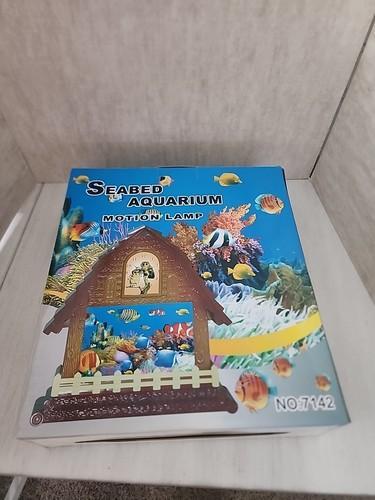 SEABED
AQUARIUM
MOTION LAMP
NO:7142